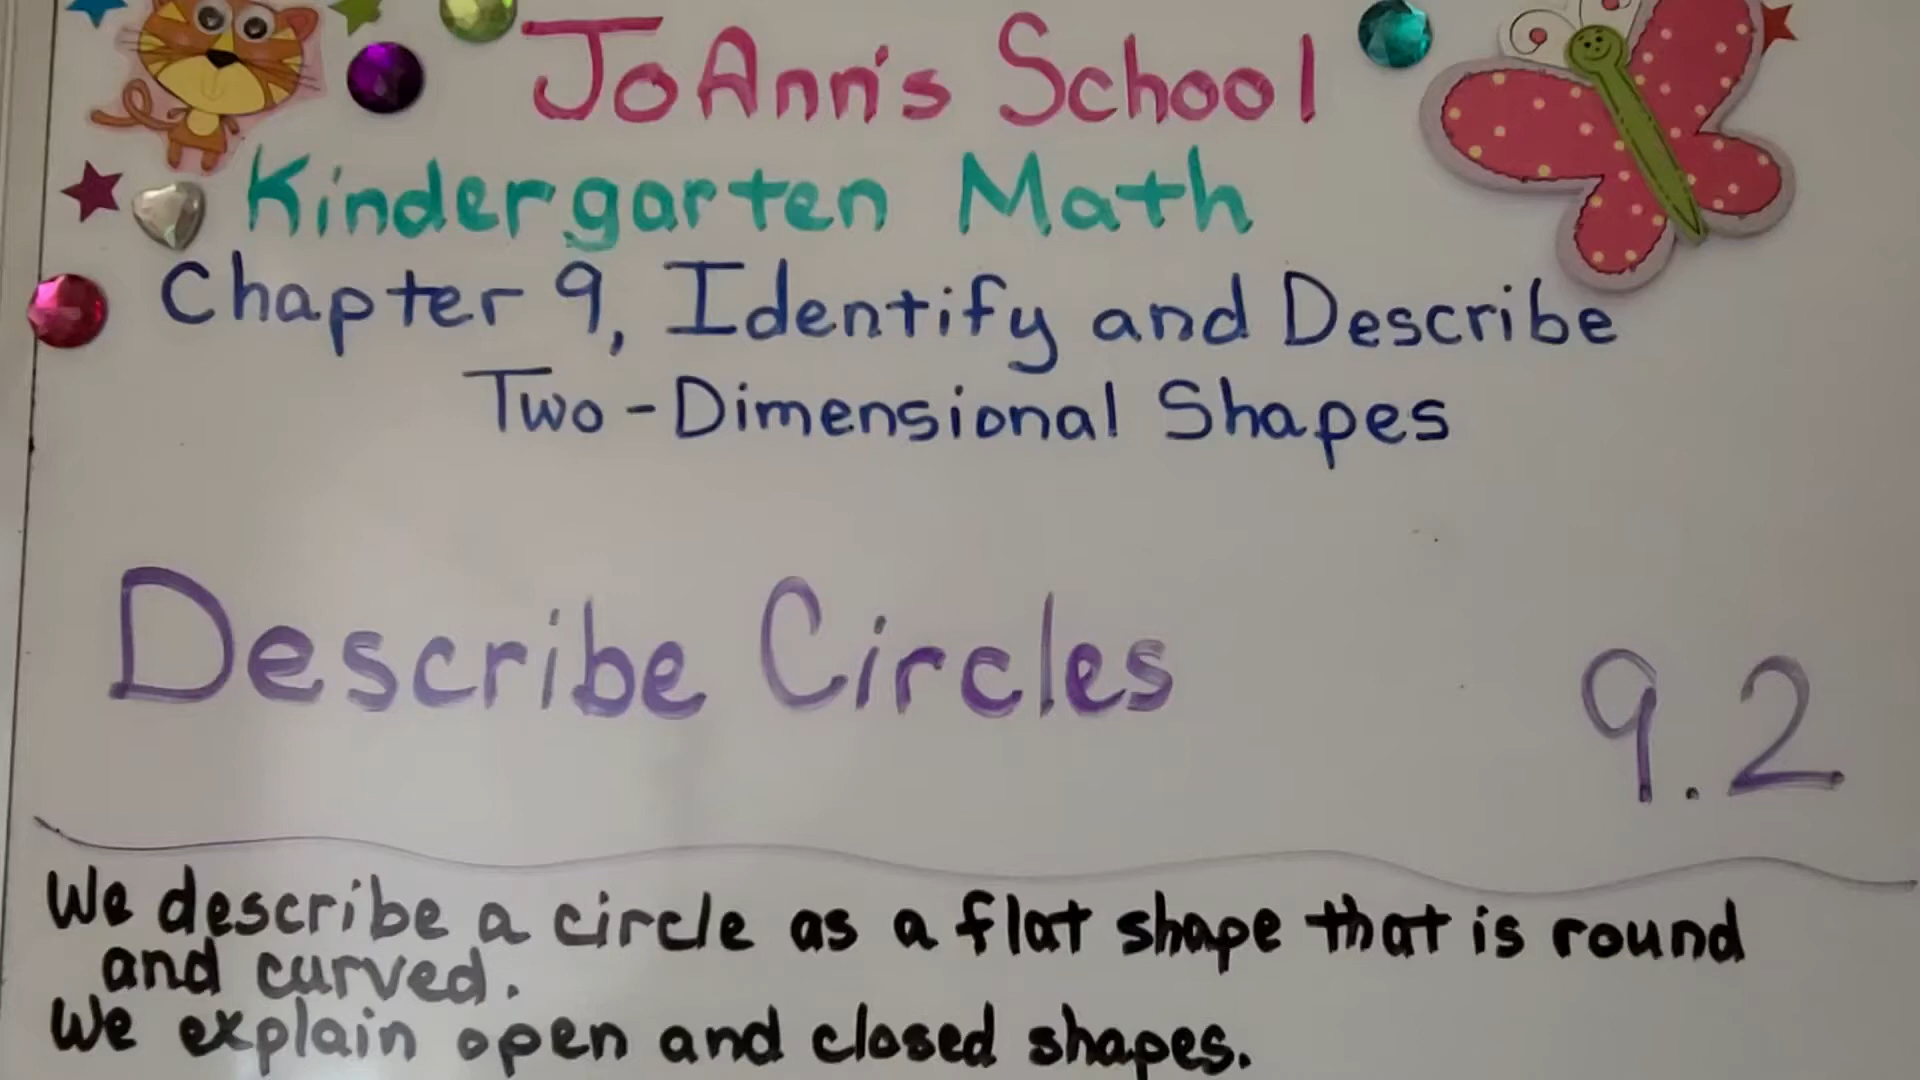 JoAnn's School
Kindergarten Math
Chapter 9, Identify and Describe
Two-Dimensional Shapes
Describe Circles
9.2
We describe a circle as a flat shape that is round
and curved.
We explain open and closed shapes.